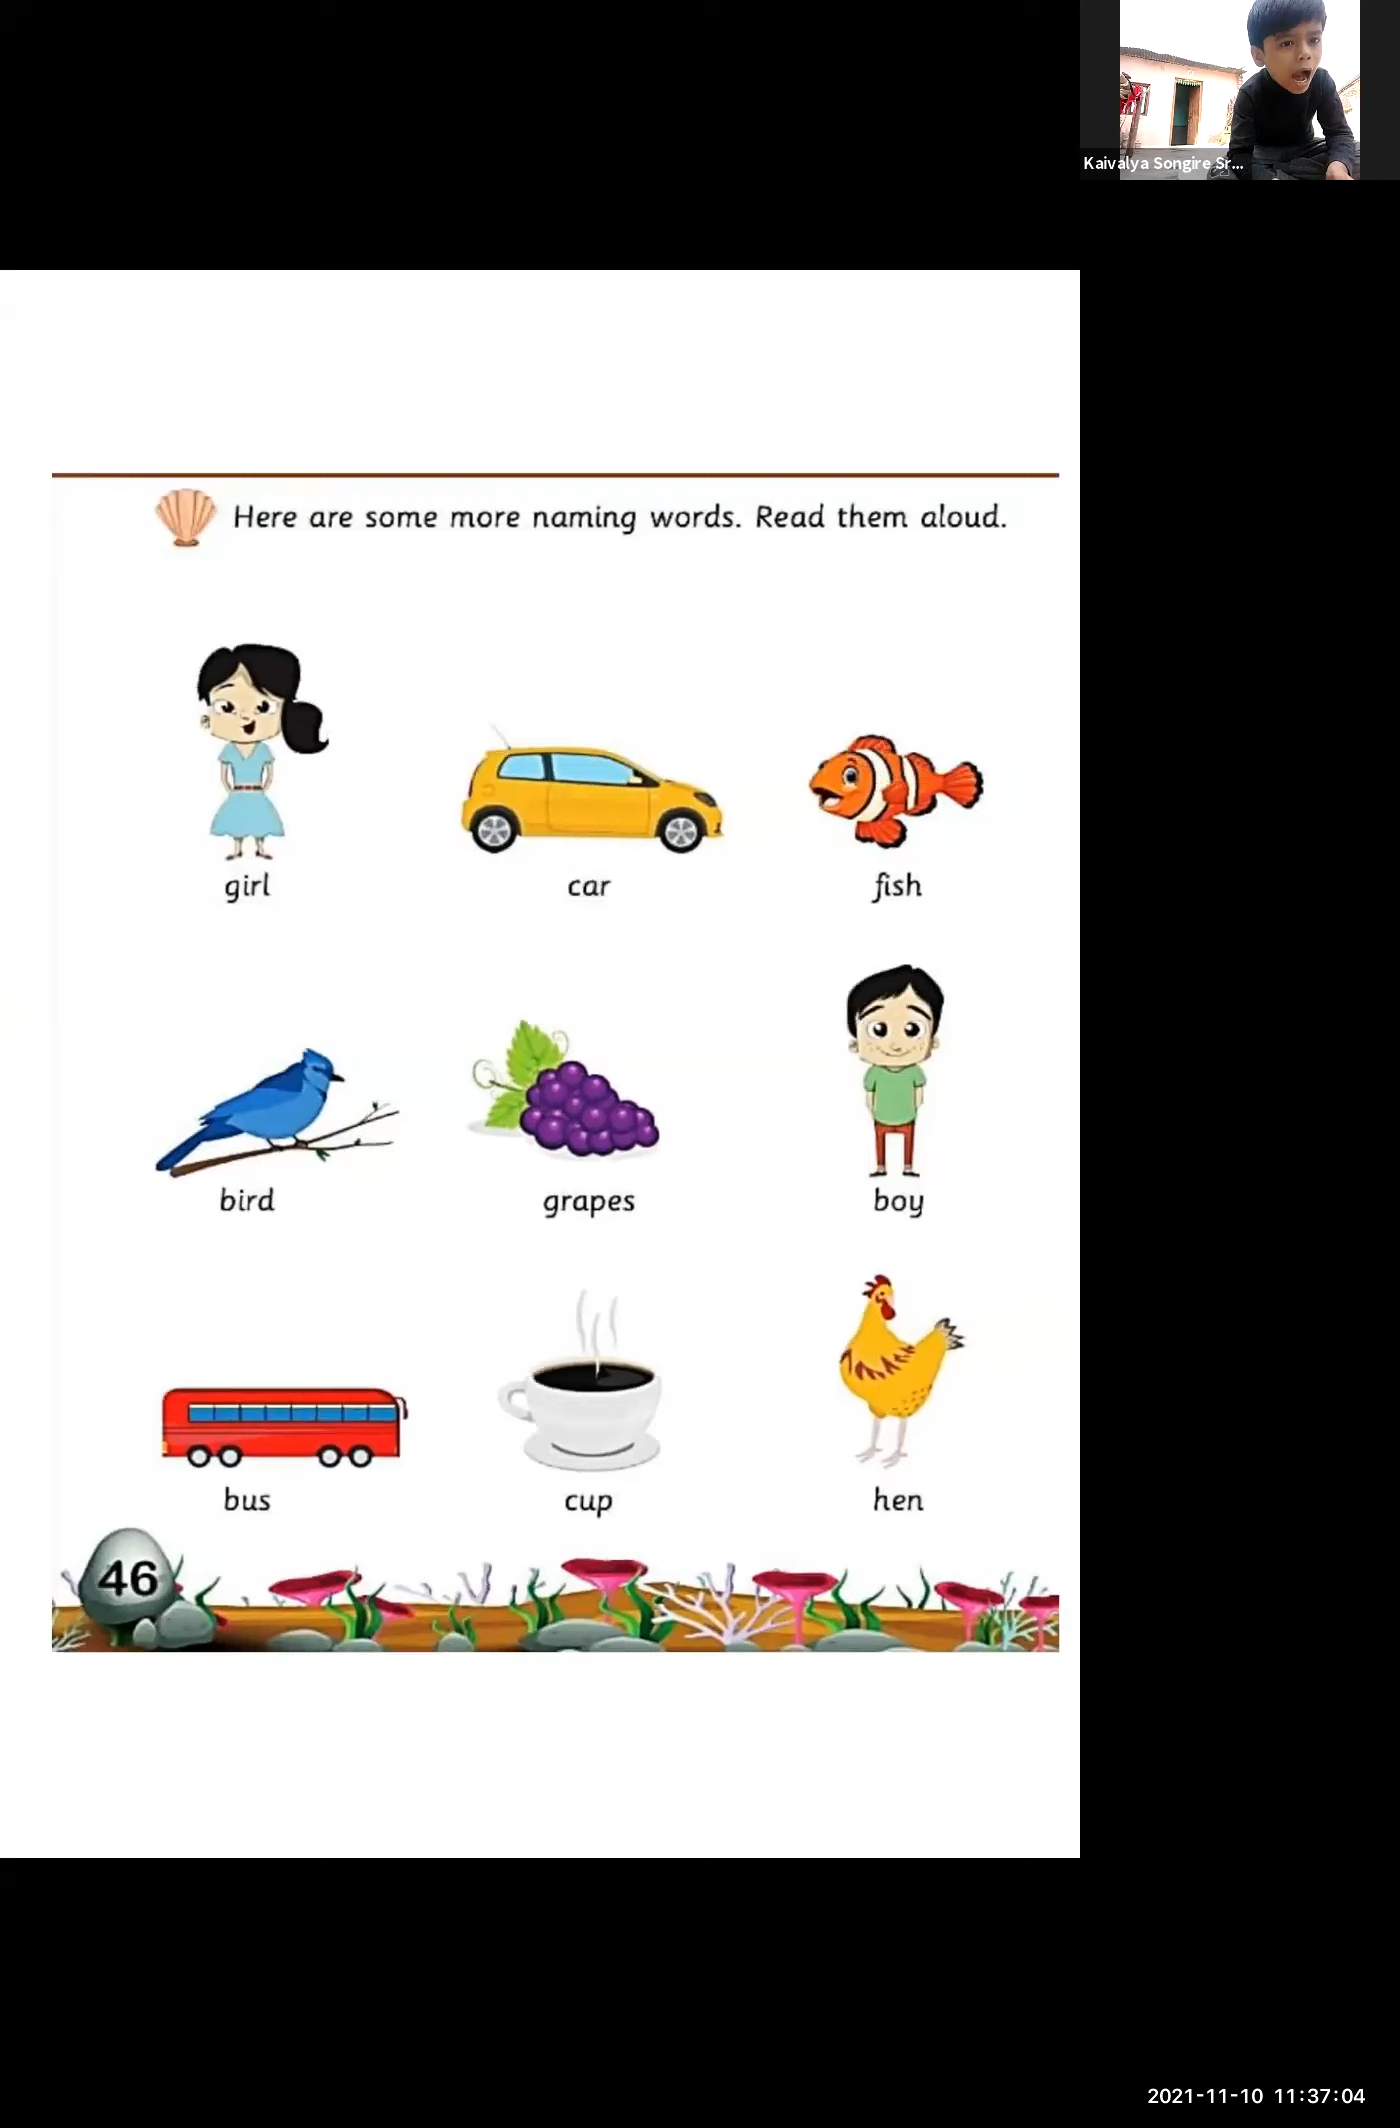 Kaivalya Songire Sr...
Here are some more naming words. Read them aloud.
girl car fish
bird grapes boy
bus cup hen
46
2021-11-10 11:37:04